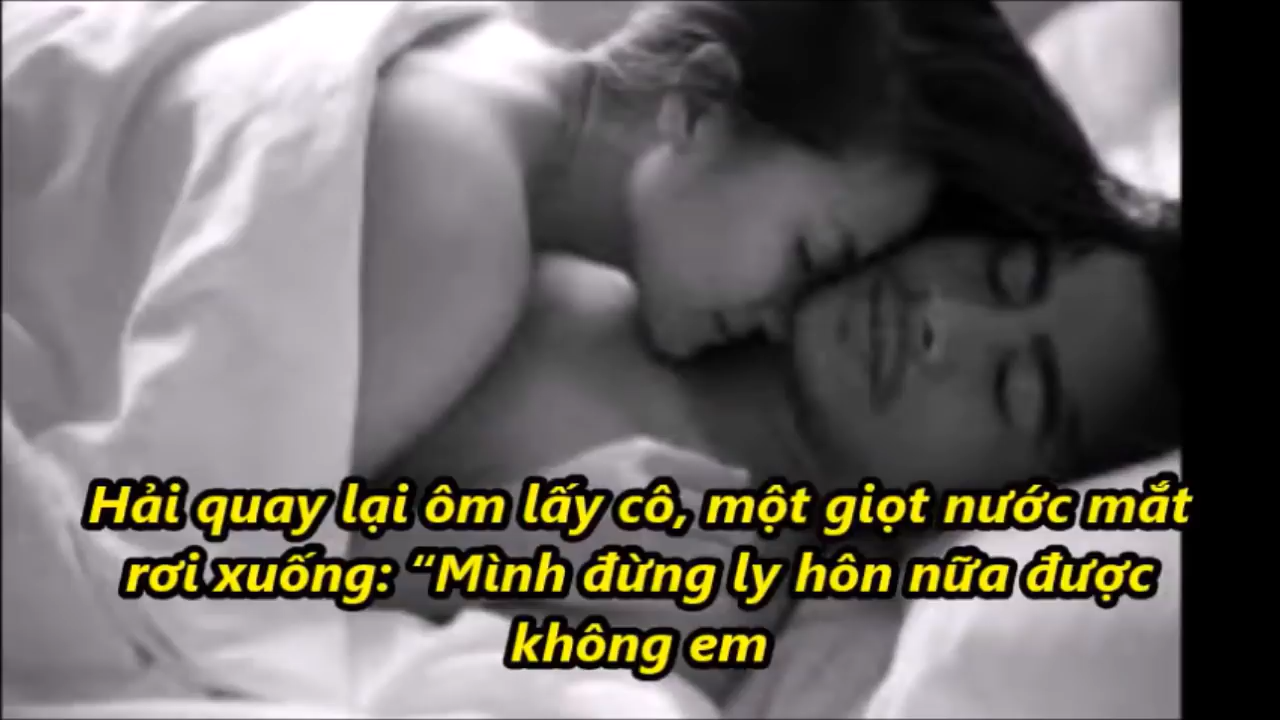 Hải quay lại ôm lấy cô, một giọt nước mắt
rơi xuống: “Mình đừng ly hôn nữa được
không em